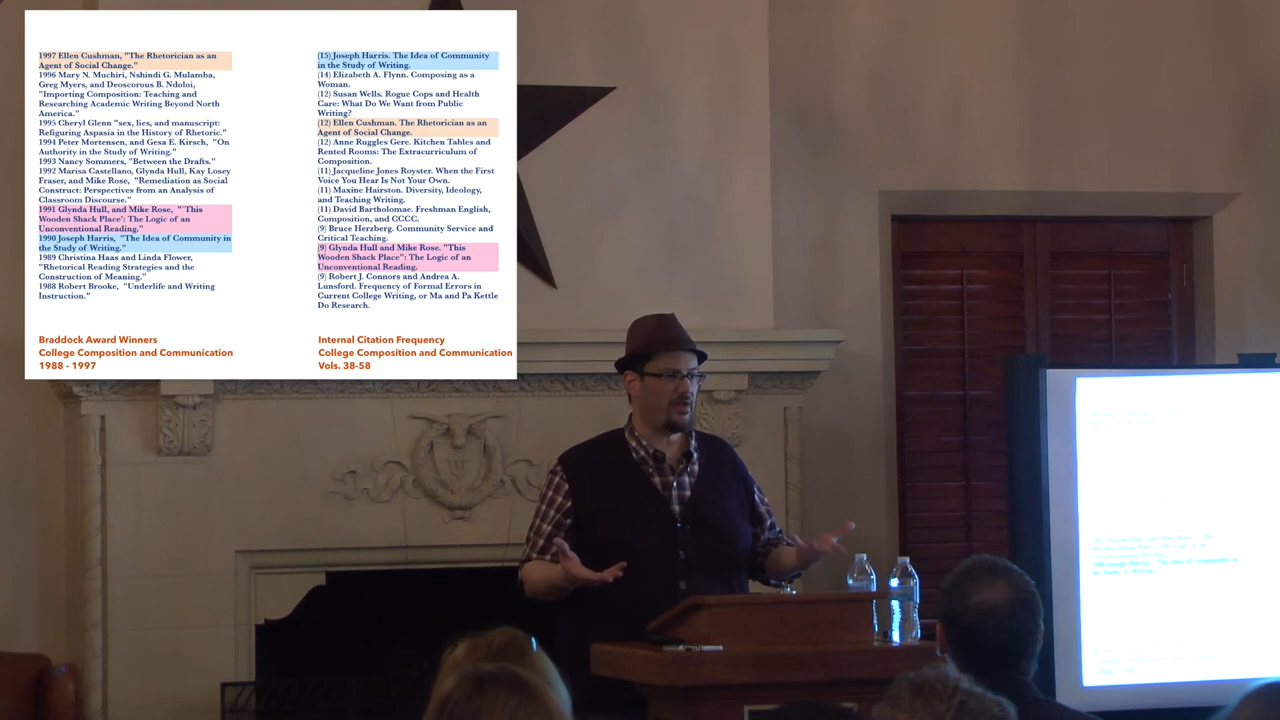 1997 Ellen Cushman, "The Rhetorician as an
Agent of Social Change."
1996 Mary N. Muchiri, Nshindi G. Mulamba,
Greg Myers, and Deoscorous B. Ndoloi,
"Importing Composition: Teaching and
Researching Academic Writing Beyond North
America."
1995 Cheryl Glenn "sex, lies, and manuscript:
Refiguring Aspasia in the History of Rhetoric."
1994 Peter Mortensen, and Gesa E. Kirsch, "On
Authority in the Study of Writing."
1993 Nancy Sommers, "Between the Drafts."
1992 Marisa Castellano, Glynda Hull, Kay Losey
Fraser, and Mike Rose, "Remediation as Social
Construct: Perspectives from an Analysis of
Classroom Discourse."
1991 Glynda Hull, and Mike Rose, "'This
Wooden Shack Place': The Logic of an
Unconventional Reading."
1990 Joseph Harris, "The Idea of Community in
the Study of Writing."
1989 Christina Haas and Linda Flower,
"Rhetorical Reading Strategies and the
Construction of Meaning."
1988 Robert Brooke, "Underlife and Writing
Instruction."
Braddock Award Winners
College Composition and Communication
1988 - 1997
(15) Joseph Harris. The Idea of Community
in the Study of Writing.
(14) Elizabeth A. Flynn. Composing as a
Woman.
(12) Susan Wells. Rogue Cops and Health
Care: What Do We Want from Public
Writing?
(12) Ellen Cushman. The Rhetorician as an
Agent of Social Change.
(12) Anne Ruggles Gere. Kitchen Tables and
Rented Rooms: The Extracurriculum of
Composition.
(11) Jacqueline Jones Royster. When the First
Voice You Hear Is Not Your Own.
(11) Maxine Hairston. Diversity, Ideology,
and Teaching Writing.
(11) David Bartholomae. Freshman English,
Composition, and CCCC.
(9) Bruce Herzberg. Community Service and
Critical Teaching.
(9) Glynda Hull and Mike Rose. "This
Wooden Shack Place": The Logic of an
Unconventional Reading.
(9) Robert J. Connors and Andrea A.
Lunsford. Frequency of Formal Errors in
Current College Writing, or Ma and Pa Kettle
Do Research.
Internal Citation Frequency
College Composition and Communication
Vols. 38-58
1990 Joseph Harris, "The Idea of Community in
the Study of Writing.